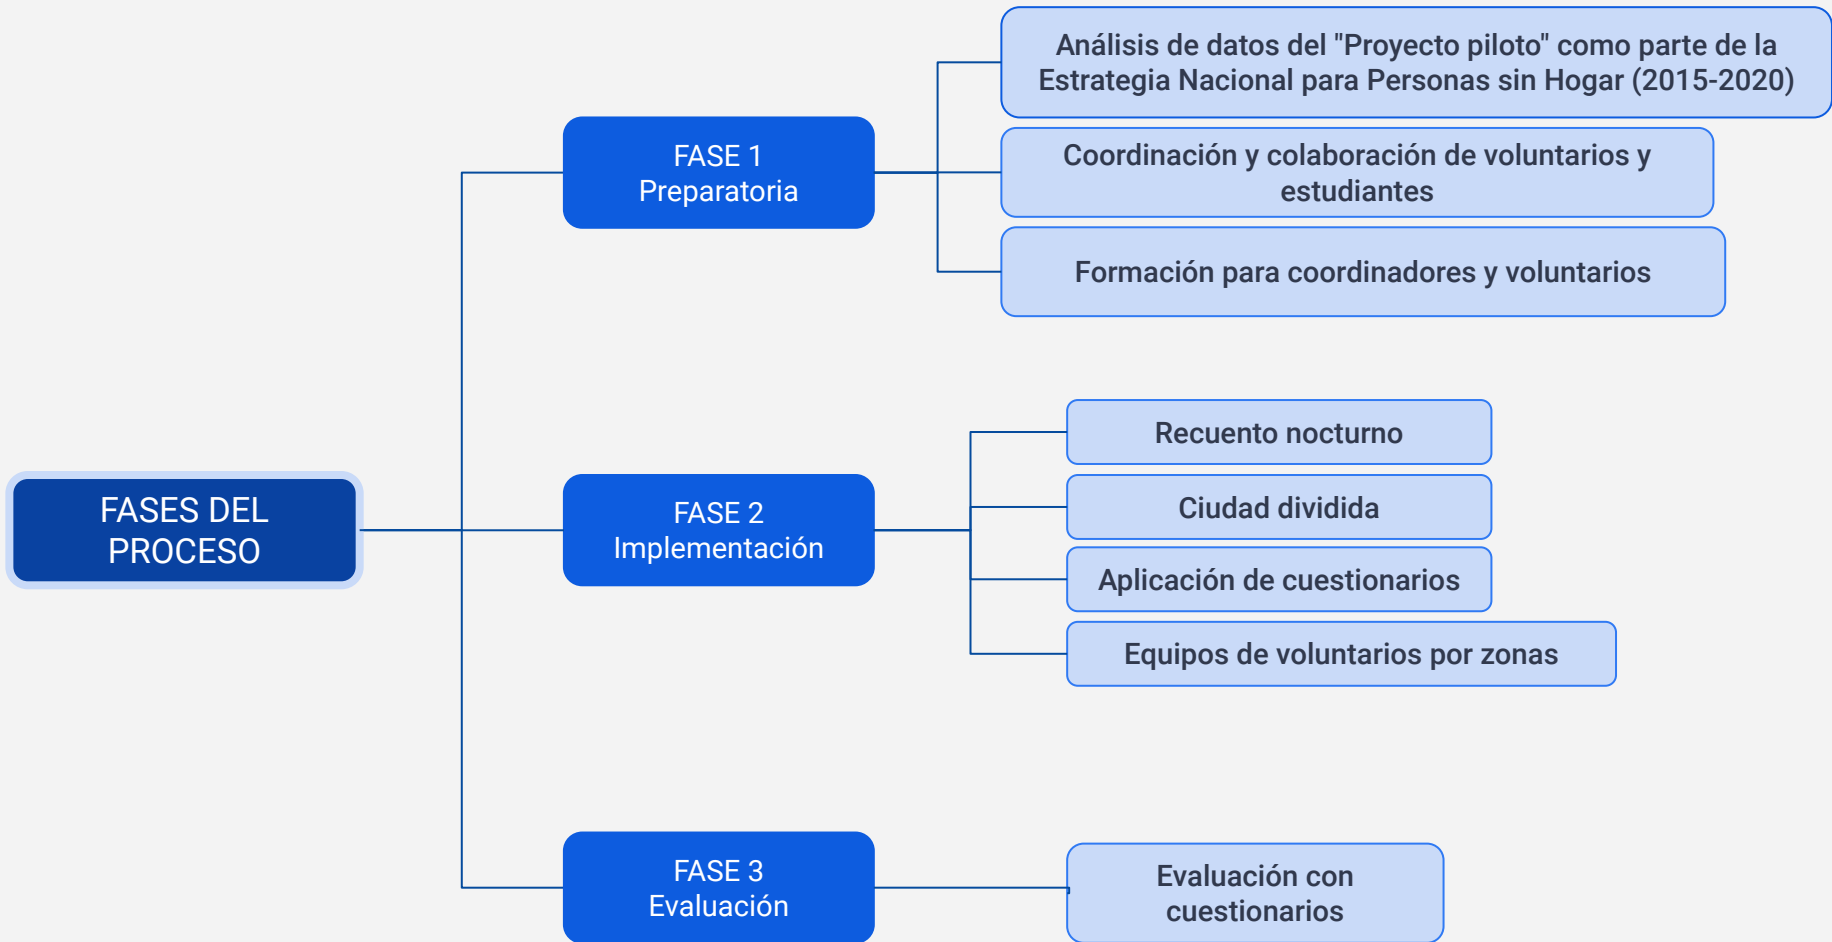 FASES DEL
PROCESO
FASE 1
Preparatoria
Análisis de datos del "Proyecto piloto" como parte de la
Estrategia Nacional para Personas sin Hogar (2015-2020)
Coordinación y colaboración de voluntarios y
estudiantes
Formación para coordinadores y voluntarios
FASE 2
Implementación
Recuento nocturno
Ciudad dividida
Aplicación de cuestionarios
Equipos de voluntarios por zonas
FASE 3
Evaluación
Evaluación con
cuestionarios